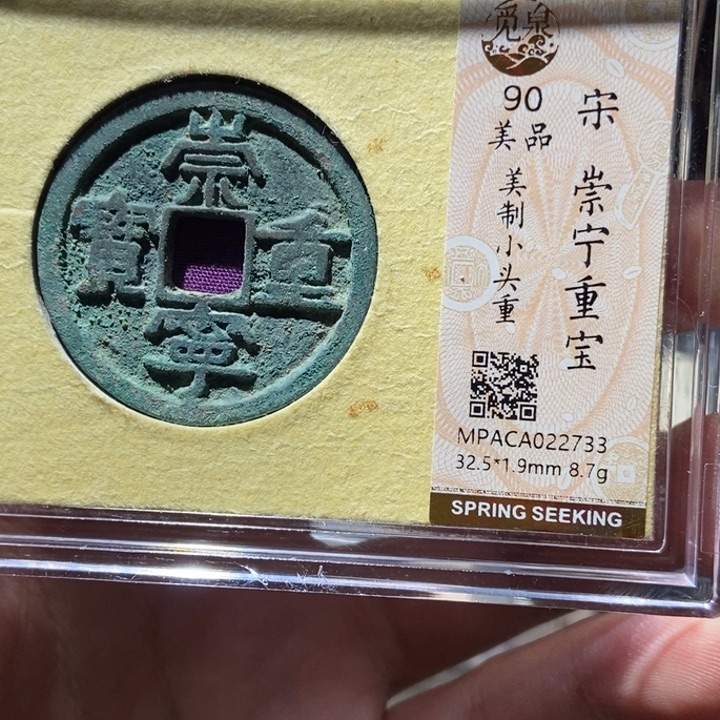 崇
重
寧
寳
觅泉
90
美品
美制小头重
宋 崇宁重宝
MPACA022733
32.5*1.9mm 8.7g
SPRING SEEKING